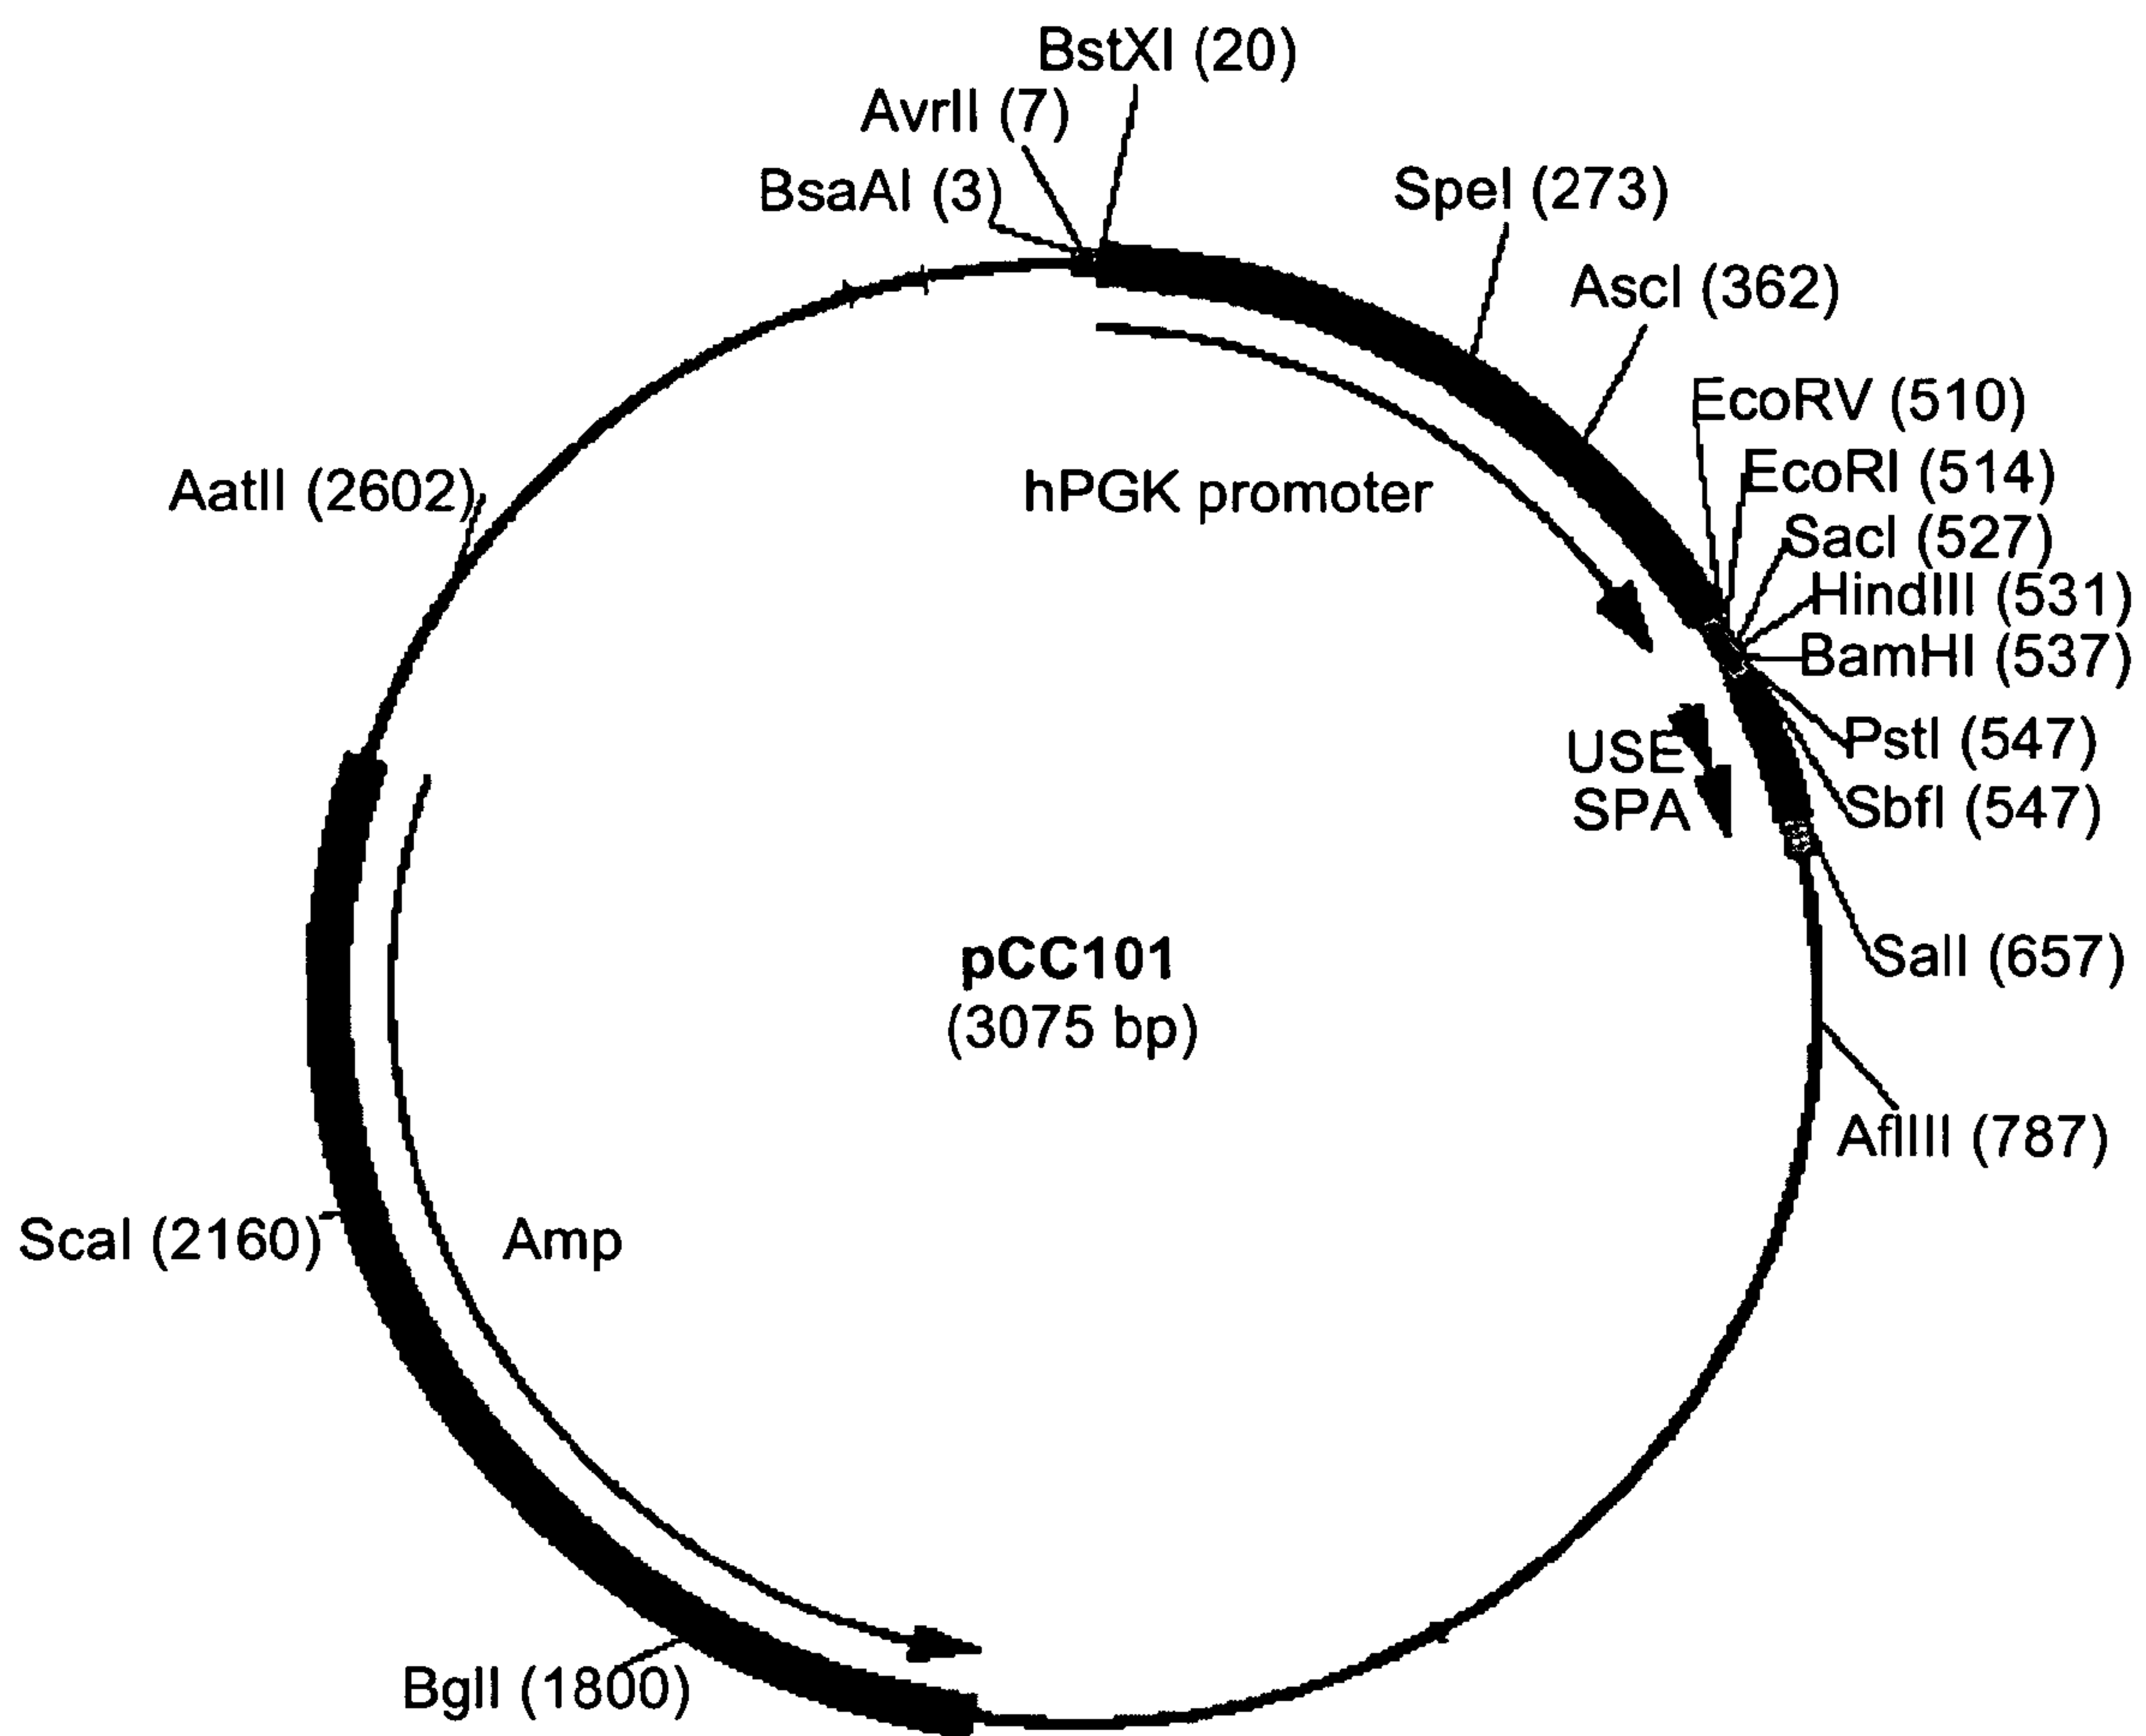 BstXI (20)
AvrII (7)
BsaAI (3)
SpeI (273)
AscI (362)
EcoRV (510)
EcoRI (514)
AatII (2602)
hPGK promoter
SacI (527)
HindIII (531)
BamHI (537)
USE
PstI (547)
SPA
SbfI (547)
pCC101
(3075 bp)
SalI (657)
AflIII (787)
ScaI (2160)
Amp
BglI (1800)